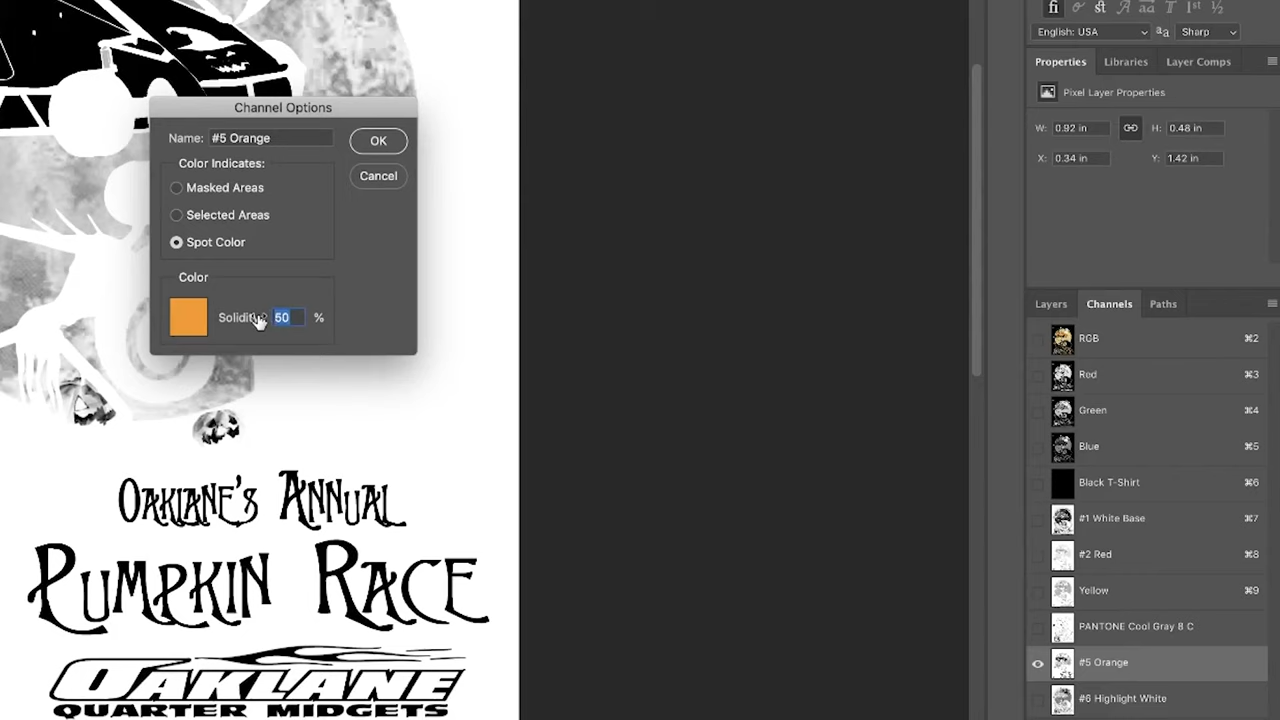 English: USA
aa
Sharp
Properties
Libraries
Layer Comps
Pixel Layer Properties
W: 0.92 in
H: 0.48 in
X: 0.34 in
Y: 1.42 in
Channel Options
Name: #5 Orange
OK
Color Indicates:
Cancel
Masked Areas
Selected Areas
Spot Color
Color
Solidity: 50 %
Layers
Channels
Paths
RGB ⌘2
Red ⌘3
Green ⌘4
Blue ⌘5
Black T-Shirt ⌘6
#1 White Base ⌘7
#2 Red ⌘8
Yellow ⌘9
PANTONE Cool Gray 8 C
#5 Orange
#6 Highlight White
Oaklane's Annual
Pumpkin Race
OAKLANE
QUARTER MIDGETS